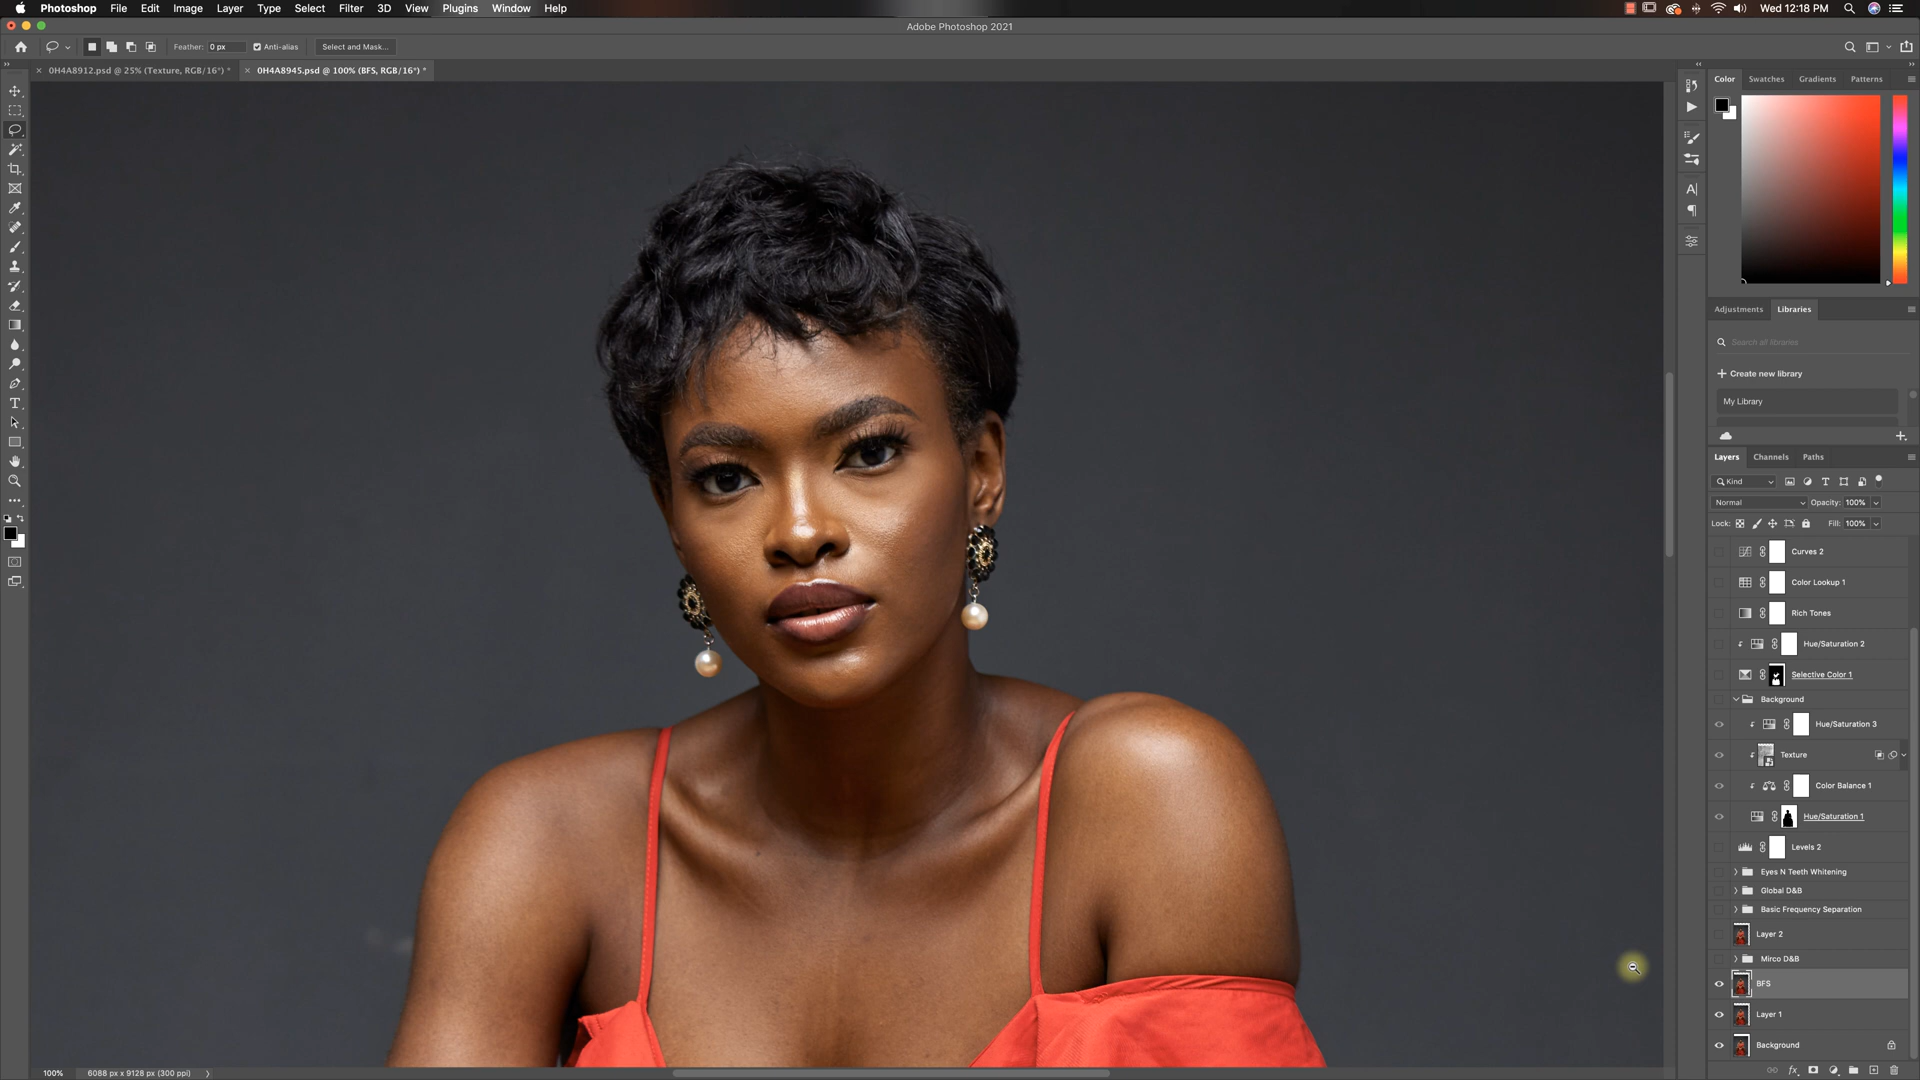 Photoshop File Edit Image Layer Type Select Filter 3D View Plugins Window Help Wed 12:18 PM
Adobe Photoshop 2021
Feather: 0 px Anti-alias Select and Mask...
0H4A8912.psd @ 25% (Texture, RGB/16*) * 0H4A8945.psd @ 100% (BFS, RGB/16*) *
Color Swatches Gradients Patterns
Adjustments Libraries
Search all libraries
Create new library
My Library
Layers Channels Paths
Kind
Normal Opacity: 100%
Lock: Fill: 100%
Curves 2
Color Lookup 1
Rich Tones
Hue/Saturation 2
Selective Color 1
Background
Hue/Saturation 3
Texture
Color Balance 1
Hue/Saturation 1
Levels 2
Eyes N Teeth Whitening
Global D&B
Basic Frequency Separation
Layer 2
Mirco D&B
BFS
Layer 1
Background
100% 6088 px x 9128 px (300 ppi)